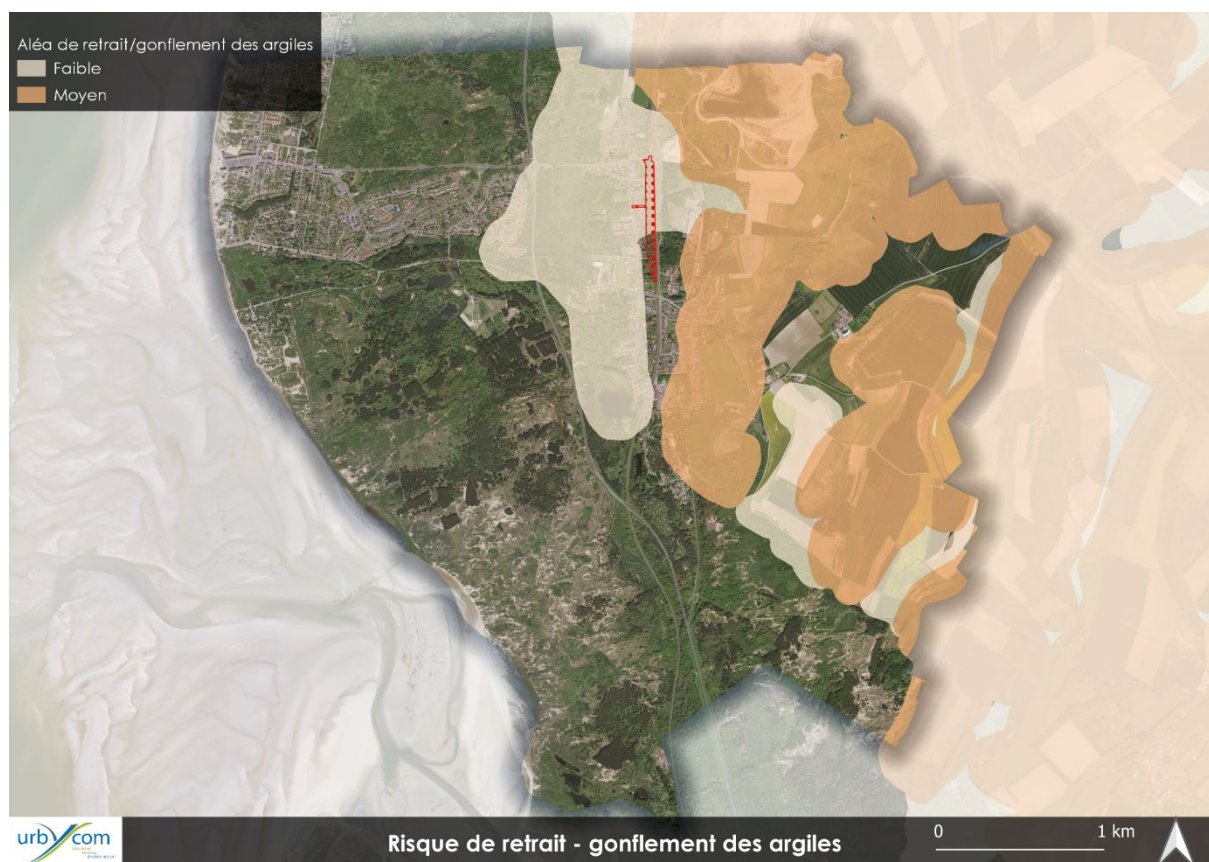 Aléa de retrait/gonflement des argiles
Faible
Moyen
urbycom
Risque de retrait - gonflement des argiles
0 1 km